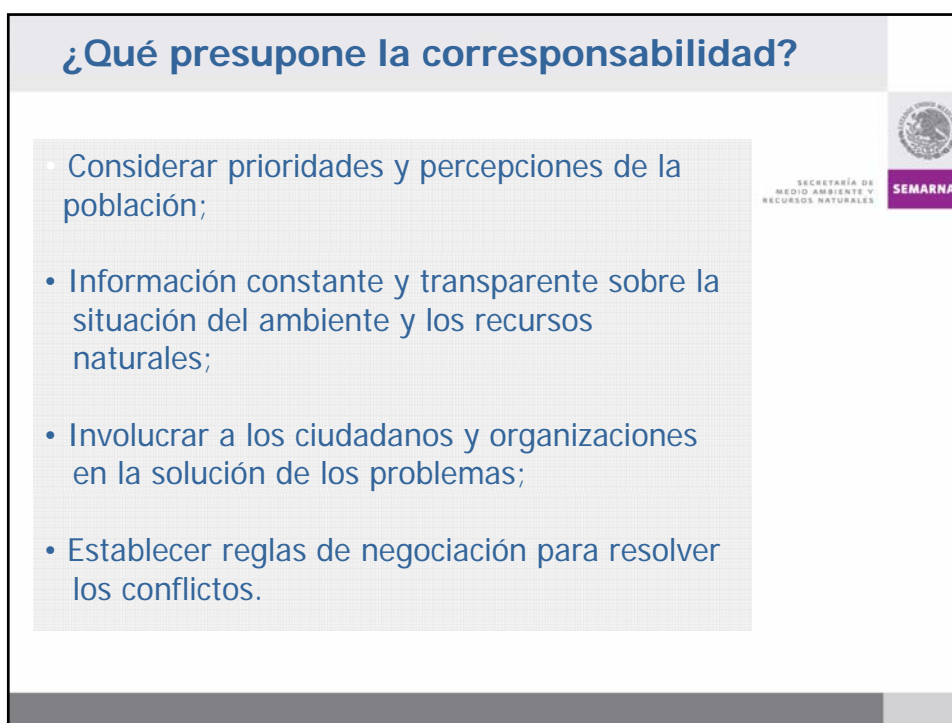 ¿Qué presupone la corresponsabilidad?
• Considerar prioridades y percepciones de la
población;
• Información constante y transparente sobre la
situación del ambiente y los recursos
naturales;
• Involucrar a los ciudadanos y organizaciones
en la solución de los problemas;
• Establecer reglas de negociación para resolver
los conflictos.
SECRETARÍA DE
MEDIO AMBIENTE Y
RECURSOS NATURALES
SEMARNA